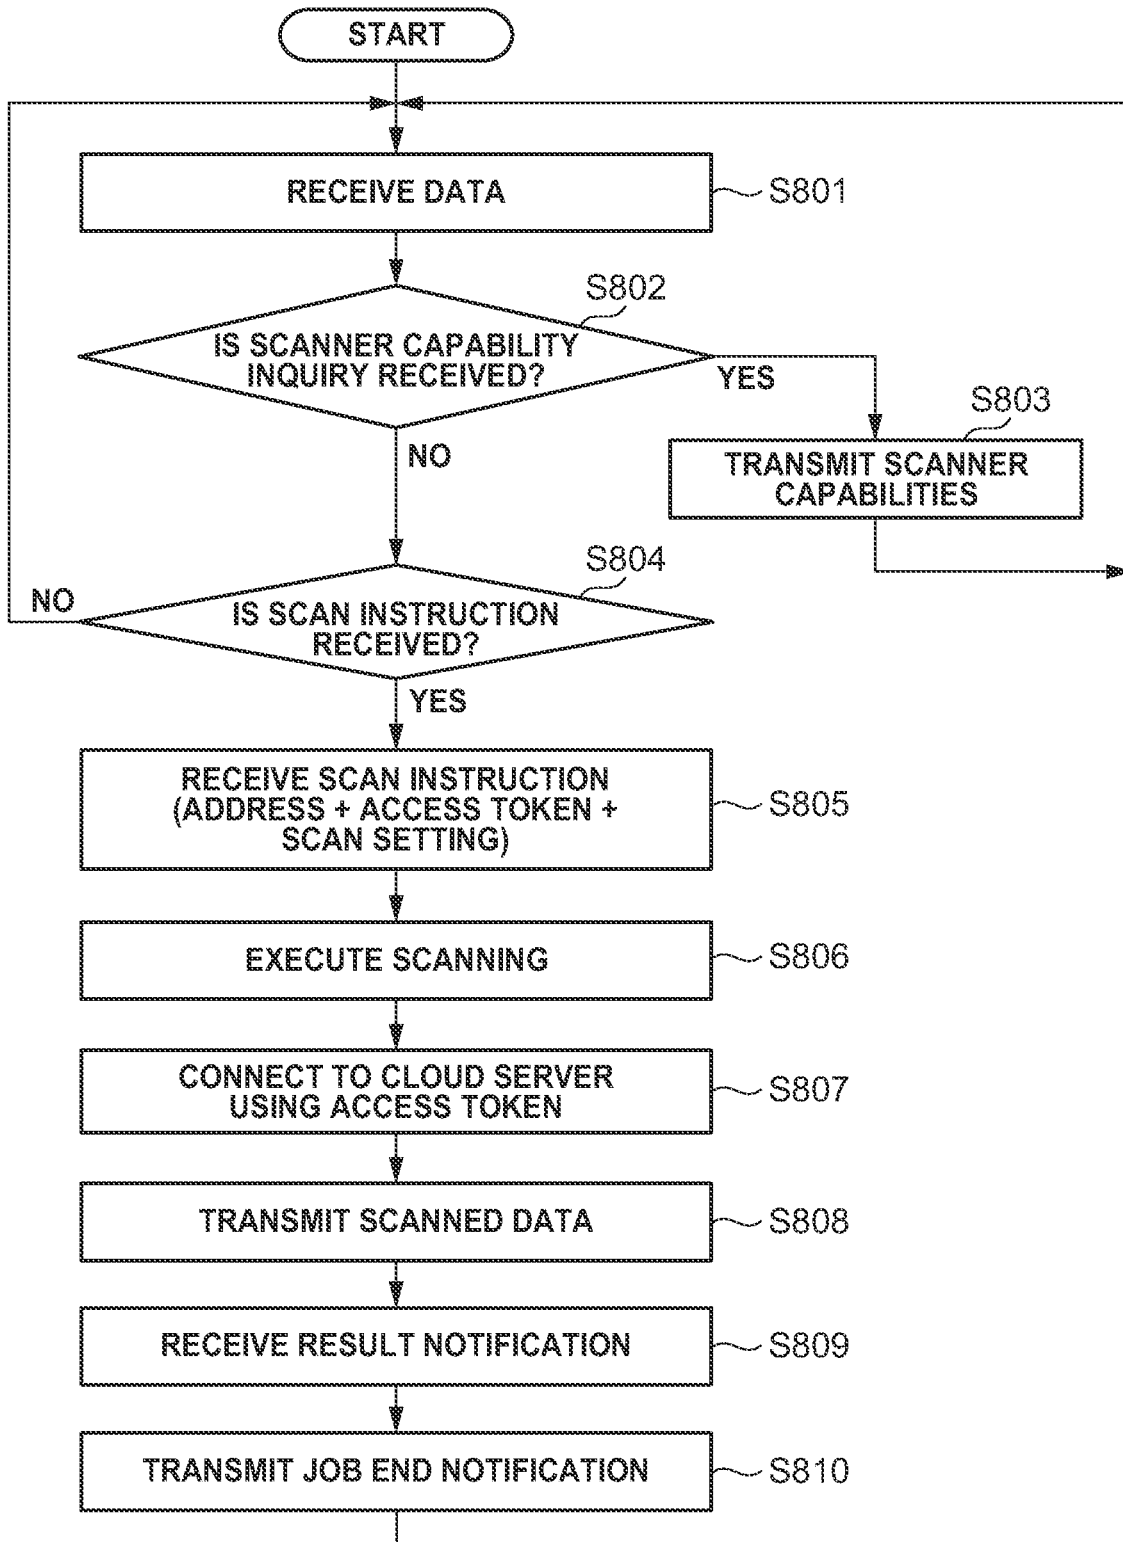 START
RECEIVE DATA
S801
S802
IS SCANNER CAPABILITY
INQUIRY RECEIVED?
YES
NO
S803
TRANSMIT SCANNER
CAPABILITIES
S804
NO
IS SCAN INSTRUCTION
RECEIVED?
YES
RECEIVE SCAN INSTRUCTION
(ADDRESS + ACCESS TOKEN +
SCAN SETTING)
S805
EXECUTE SCANNING
S806
CONNECT TO CLOUD SERVER
USING ACCESS TOKEN
S807
TRANSMIT SCANNED DATA
S808
RECEIVE RESULT NOTIFICATION
S809
TRANSMIT JOB END NOTIFICATION
S810